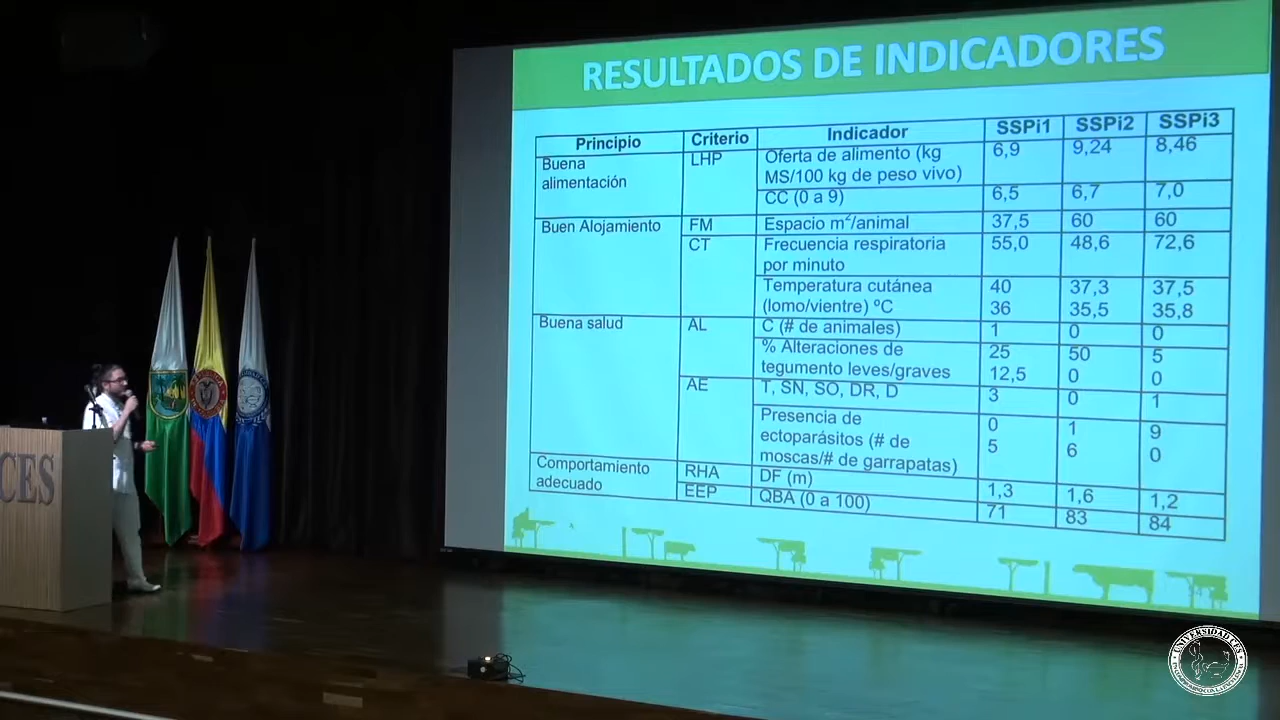 RESULTADOS DE INDICADORES
Principio Criterio Indicador SSPi1 SSPi2 SSPi3
Buena alimentación LHP Oferta de alimento (kg MS/100 kg de peso vivo) 6,9 9,24 8,46
CC (0 a 9) 6,5 6,7 7,0
Buen Alojamiento FM Espacio m²/animal 37,5 60 60
CT Frecuencia respiratoria por minuto 55,0 48,6 72,6
Temperatura cutánea 40 37,3 37,5
(lomo/vientre) ºC 36 35,5 35,8
Buena salud AL C (# de animales) 1 0 0
% Alteraciones de 25 50 5
tegumento leves/graves 12,5 0 0
AE T, SN, SO, DR, D 3 0 1
Presencia de ectoparásitos (# de moscas/# de garrapatas) 0 1 9
5 6 0
Comportamiento adecuado RHA DF (m) 1,3 1,6 1,2
EEP QBA (0 a 100) 71 83 84
CES
UNIVERSIDAD CES